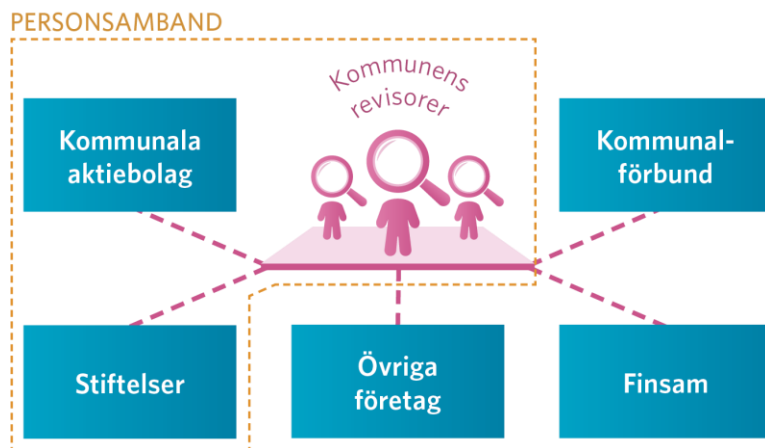 PERSONSAMBAND
Kommunens
revisorer
Kommunala
aktiebolag
Kommunal-
förbund
Stiftelser
Övriga
företag
Finsam